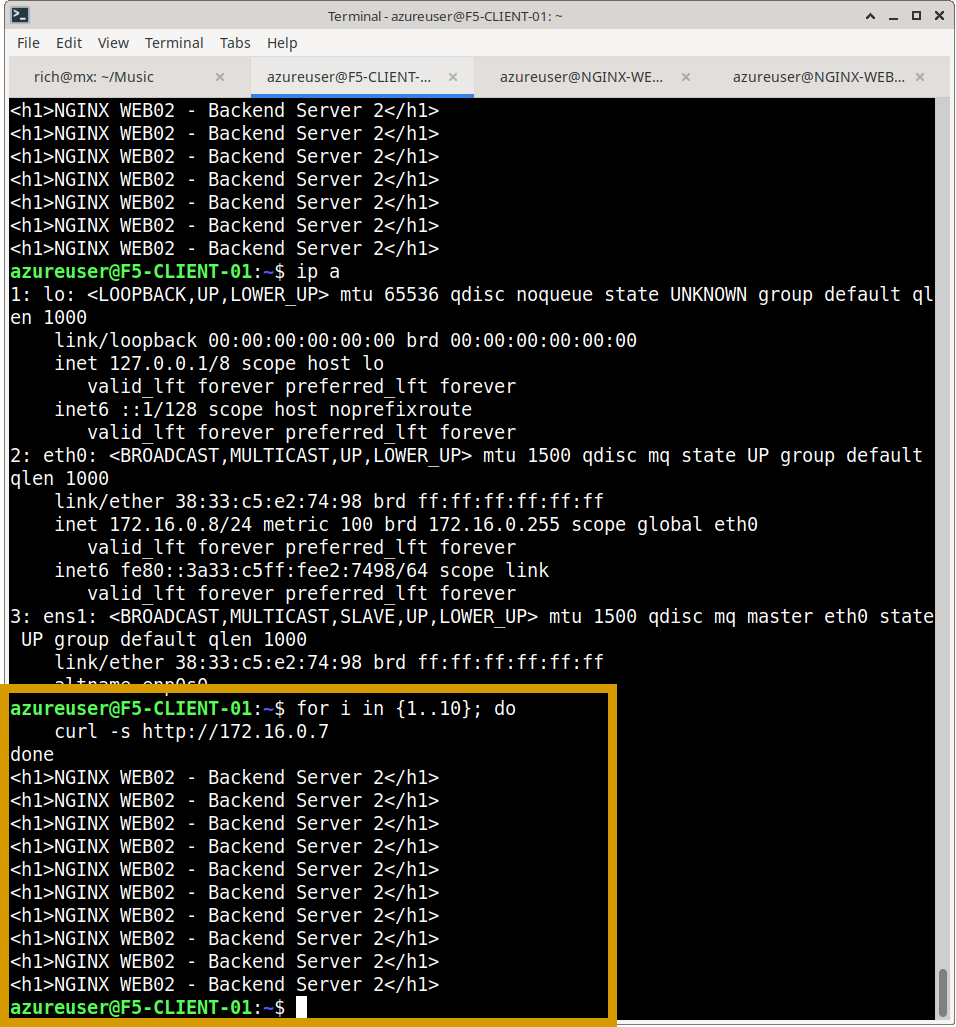 Terminal - azureuser@F5-CLIENT-01: ~
File Edit View Terminal Tabs Help
rich@mx: ~/Music azureuser@F5-CLIENT-... azureuser@NGINX-WE... azureuser@NGINX-WEB...
<h1>NGINX WEB02 - Backend Server 2</h1>
<h1>NGINX WEB02 - Backend Server 2</h1>
<h1>NGINX WEB02 - Backend Server 2</h1>
<h1>NGINX WEB02 - Backend Server 2</h1>
<h1>NGINX WEB02 - Backend Server 2</h1>
<h1>NGINX WEB02 - Backend Server 2</h1>
<h1>NGINX WEB02 - Backend Server 2</h1>
azureuser@F5-CLIENT-01:~$ ip a
1: lo: <LOOPBACK,UP,LOWER_UP> mtu 65536 qdisc noqueue state UNKNOWN group default ql
en 1000
    link/loopback 00:00:00:00:00:00 brd 00:00:00:00:00:00
    inet 127.0.0.1/8 scope host lo
       valid_lft forever preferred_lft forever
    inet6 ::1/128 scope host noprefixroute
       valid_lft forever preferred_lft forever
2: eth0: <BROADCAST,MULTICAST,UP,LOWER_UP> mtu 1500 qdisc mq state UP group default
qlen 1000
    link/ether 38:33:c5:e2:74:98 brd ff:ff:ff:ff:ff:ff
    inet 172.16.0.8/24 metric 100 brd 172.16.0.255 scope global eth0
       valid_lft forever preferred_lft forever
    inet6 fe80::3a33:c5ff:fee2:7498/64 scope link
       valid_lft forever preferred_lft forever
3: ens1: <BROADCAST,MULTICAST,SLAVE,UP,LOWER_UP> mtu 1500 qdisc mq master eth0 state
 UP group default qlen 1000
    link/ether 38:33:c5:e2:74:98 brd ff:ff:ff:ff:ff:ff
    altname enp0s0
azureuser@F5-CLIENT-01:~$ for i in {1..10}; do
    curl -s http://172.16.0.7
done
<h1>NGINX WEB02 - Backend Server 2</h1>
<h1>NGINX WEB02 - Backend Server 2</h1>
<h1>NGINX WEB02 - Backend Server 2</h1>
<h1>NGINX WEB02 - Backend Server 2</h1>
<h1>NGINX WEB02 - Backend Server 2</h1>
<h1>NGINX WEB02 - Backend Server 2</h1>
<h1>NGINX WEB02 - Backend Server 2</h1>
<h1>NGINX WEB02 - Backend Server 2</h1>
<h1>NGINX WEB02 - Backend Server 2</h1>
<h1>NGINX WEB02 - Backend Server 2</h1>
azureuser@F5-CLIENT-01:~$